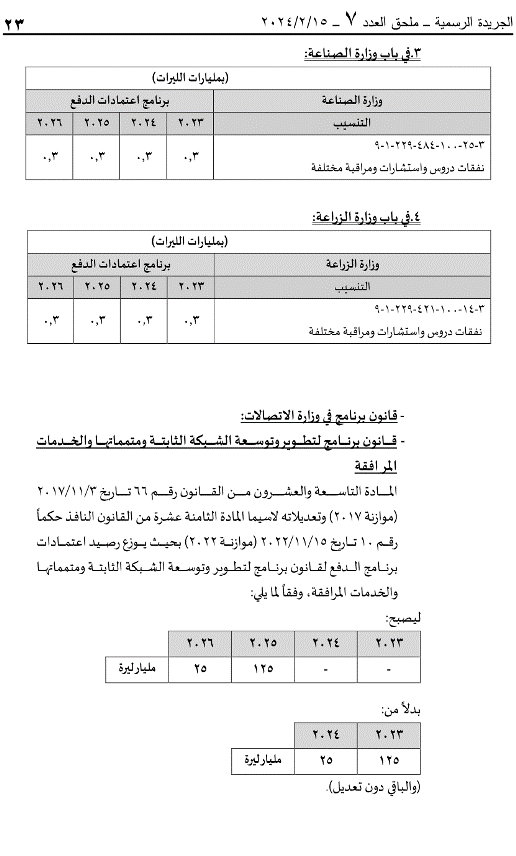 الجريدة الرسمية ــ ملحق العدد ٧ ــ ٢٠٢٤/٢/١٥ ٢٣
٣.في باب وزارة الصناعة:
(بمليارات الليرات)
وزارة الصناعة برنامج اعتمادات الدفع
التنسيب ٢٠٢٣ ٢٠٢٤ ٢٠٢٥ ٢٠٢٦
٣-٢٥-١٠٠-٤٨٤-٢٢٩-١-٩
نفقات دروس واستشارات ومراقبة مختلفة ٠,٣ ٠,٣ ٠,٣ ٠,٣
٤.في باب وزارة الزراعة:
(بمليارات الليرات)
وزارة الزراعة برنامج اعتمادات الدفع
التنسيب ٢٠٢٣ ٢٠٢٤ ٢٠٢٥ ٢٠٢٦
٣-١٤-١٠٠-٤٢١-٢٢٩-١-٩
نفقات دروس واستشارات ومراقبة مختلفة ٠,٣ ٠,٣ ٠,٣ ٠,٣
- قانون برنامج في وزارة الاتصالات:
- قانون برنامج لتطوير وتوسعة الشبكة الثابتة ومتمماتها والخدمات
المرافقة
المادة التاسعة والعشرون من القانون رقم ٦٦ تاريخ ٢٠١٧/١١/٣
(موازنة ٢٠١٧) وتعديلاته لاسيما المادة الثامنة عشرة من القانون النافذ حكماً
رقم ١٠ تاريخ ٢٠٢٢/١١/١٥ (موازنة ٢٠٢٢) بحيث يوزع رصيد اعتمادات
برنامج الدفع لقانون برنامج لتطوير وتوسعة الشبكة الثابتة ومتمماتها
والخدمات المرافقة، وفقاً لما يلي:
ليصبح:
٢٠٢٣ ٢٠٢٤ ٢٠٢٥ ٢٠٢٦
- - ١٢٥ ٢٥ مليار ليرة
بدلاً من:
٢٠٢٣ ٢٠٢٤
١٢٥ ٢٥ مليار ليرة
(والباقي دون تعديل).